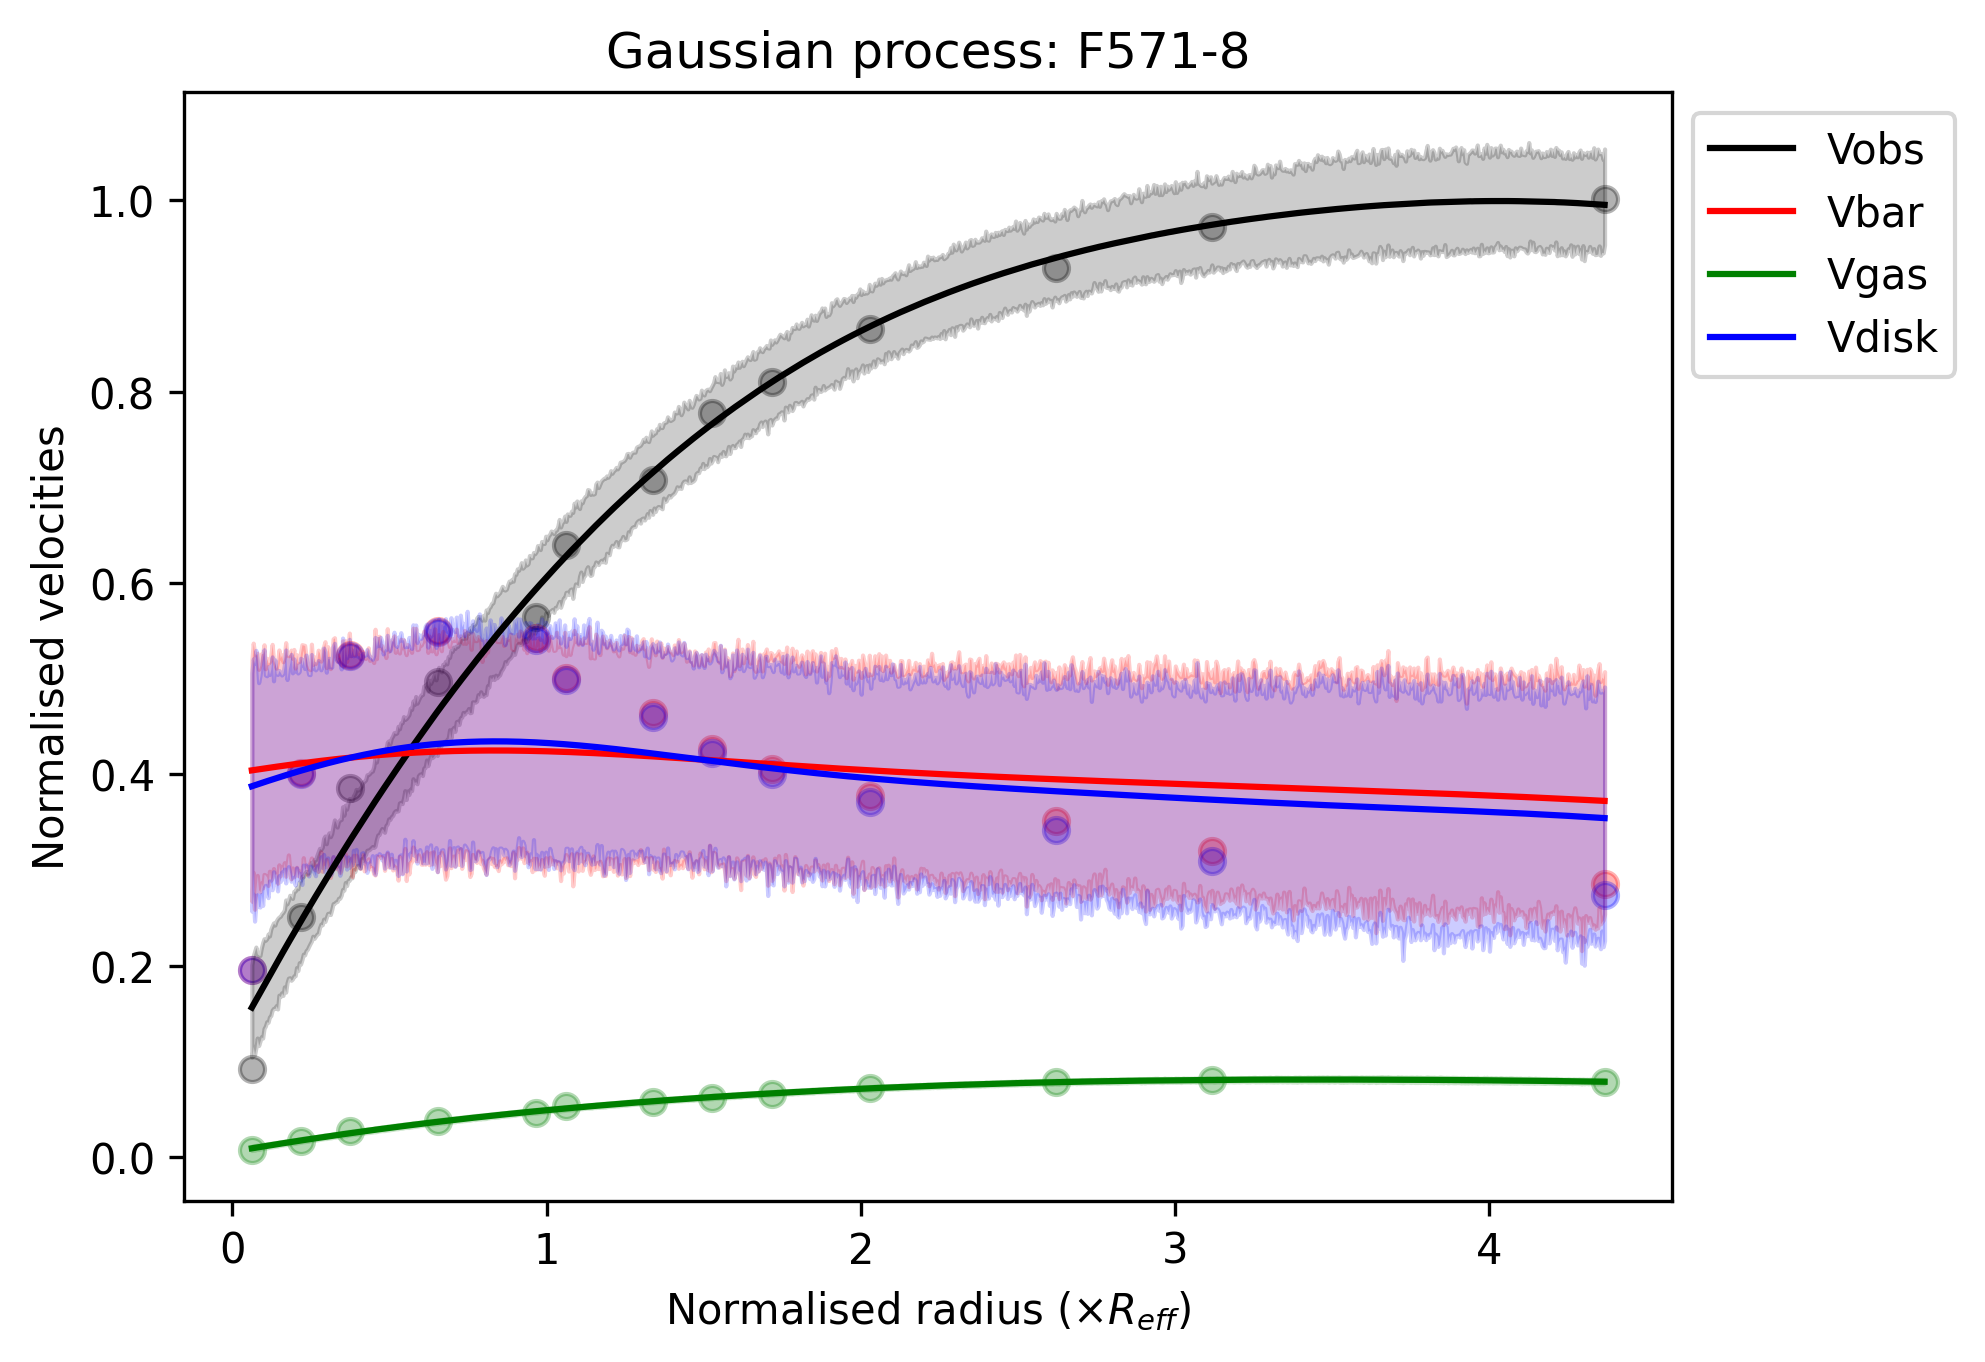 Gaussian process: F571-8
Vobs
Vbar
Vgas
Vdisk
Normalised velocities
1.0
0.8
0.6
0.4
0.2
0.0
0 1 2 3 4
Normalised radius (×R_eff)